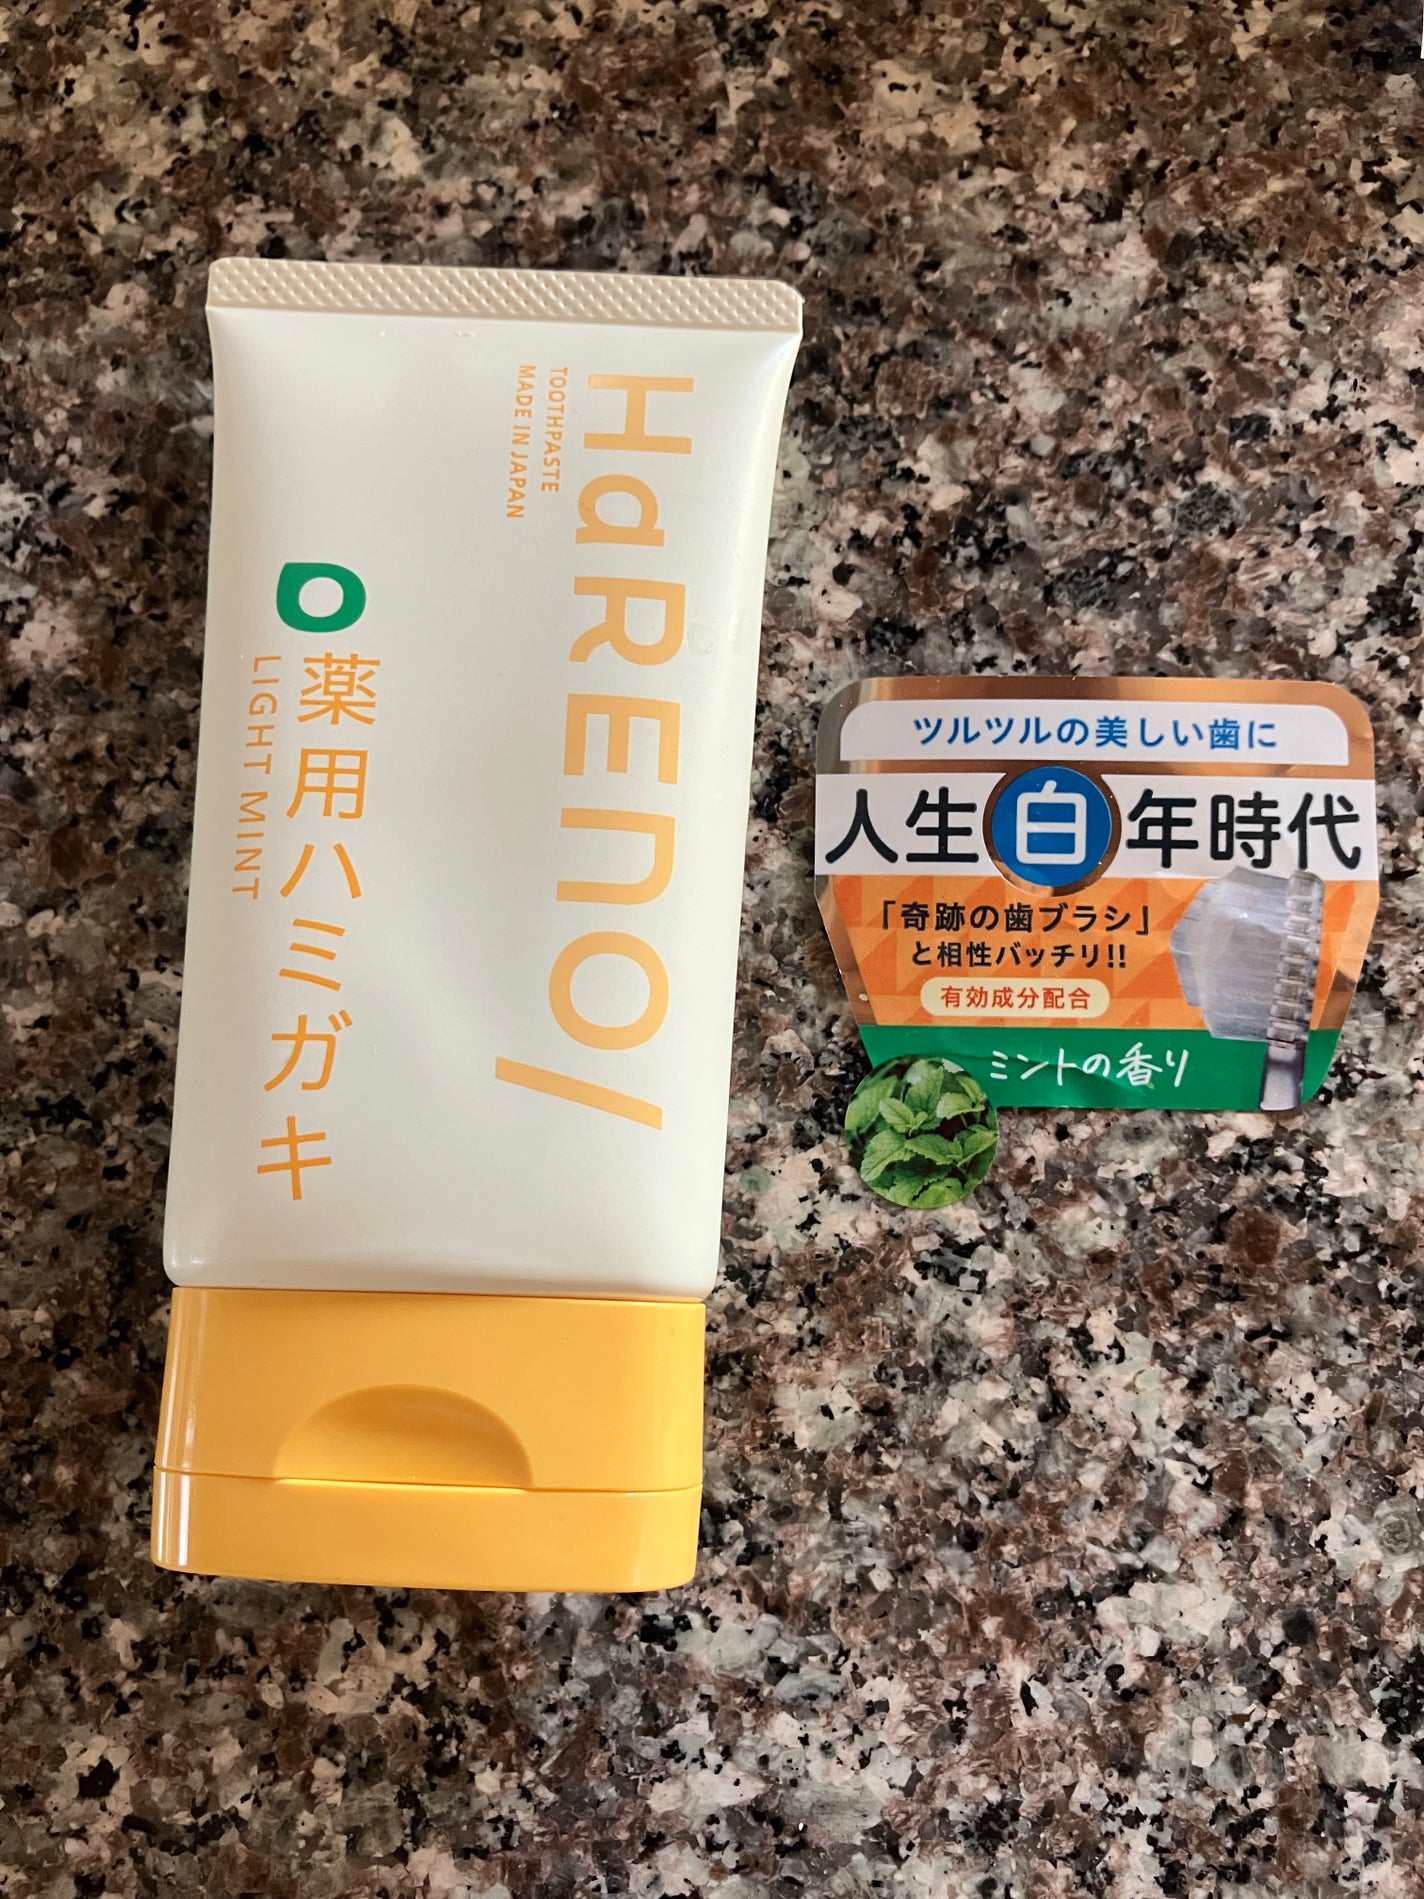 HaRENO/
TOOTHPASTE
MADE IN JAPAN
薬用ハミガキ
LIGHT MINT
ツルツルの美しい歯に
人生白年時代
「奇跡の歯ブラシ」
と相性バッチリ!!
有効成分配合
ミントの香り